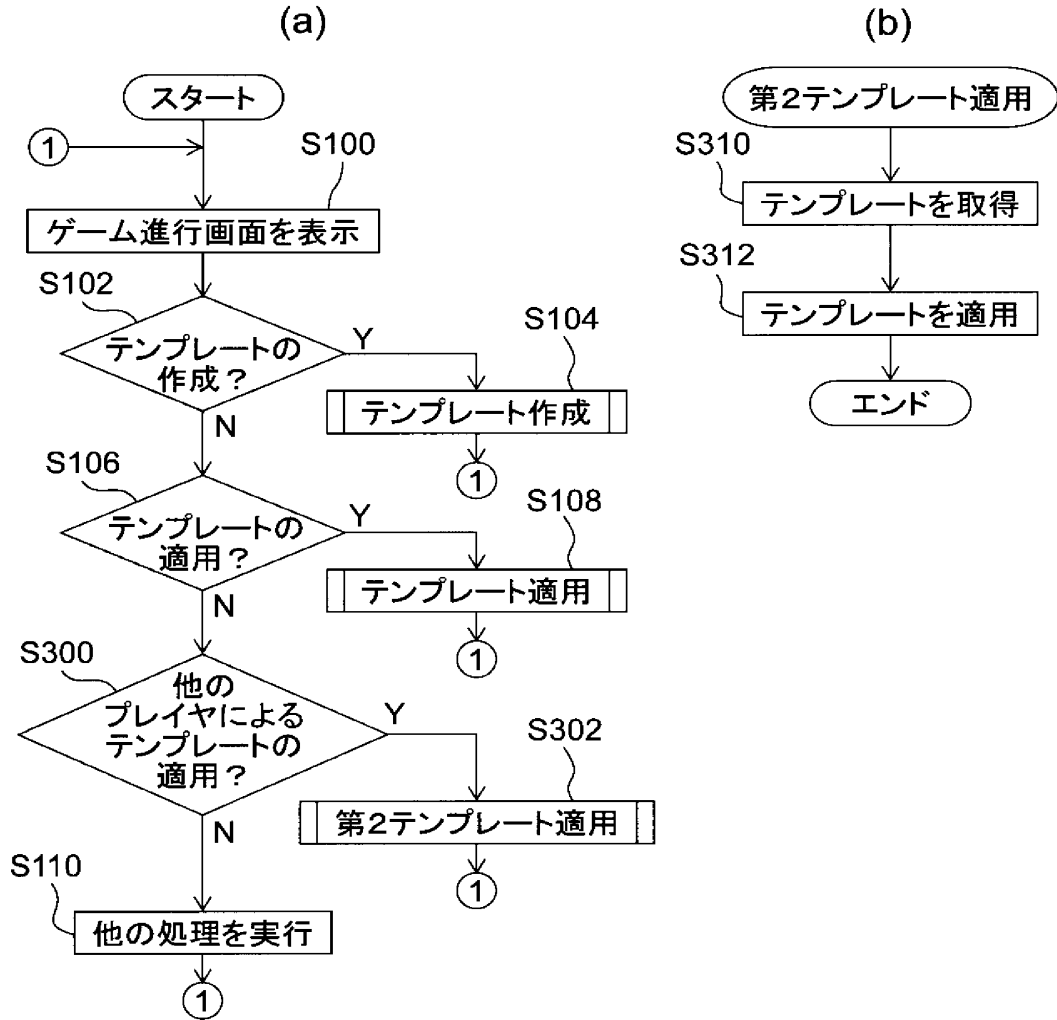 (a)
スタート
1
S100
ゲーム進行画面を表示
S102
テンプレートの
作成？
Y
N
S104
テンプレート作成
1
S106
テンプレートの
適用？
Y
N
S108
テンプレート適用
1
S300
他の
プレイヤによる
テンプレートの
適用？
Y
N
S302
第2テンプレート適用
1
S110
他の処理を実行
1
(b)
第2テンプレート適用
S310
テンプレートを取得
S312
テンプレートを適用
エンド